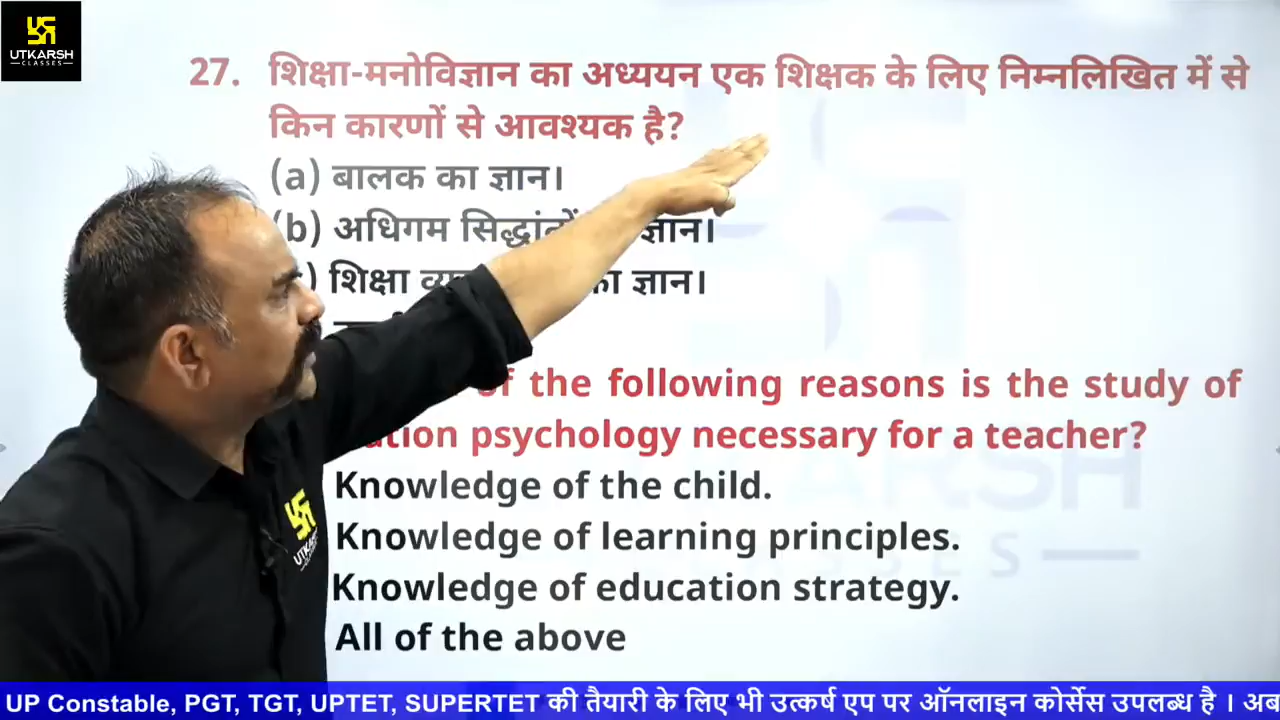 UTKARSH
CLASSES
27. शिक्षा-मनोविज्ञान का अध्ययन एक शिक्षक के लिए निम्नलिखित में से
किन कारणों से आवश्यक है?
(a) बालक का ज्ञान।
(b) अधिगम सिद्धांतों ज्ञान।
शिक्षा का ज्ञान।
of the following reasons is the study of
psychology necessary for a teacher?
Knowledge of the child.
Knowledge of learning principles.
Knowledge of education strategy.
All of the above
UP Constable, PGT, TGT, UPTET, SUPERTET की तैयारी के लिए भी उत्कर्ष एप पर ऑनलाइन कोर्सेस उपलब्ध है । अब